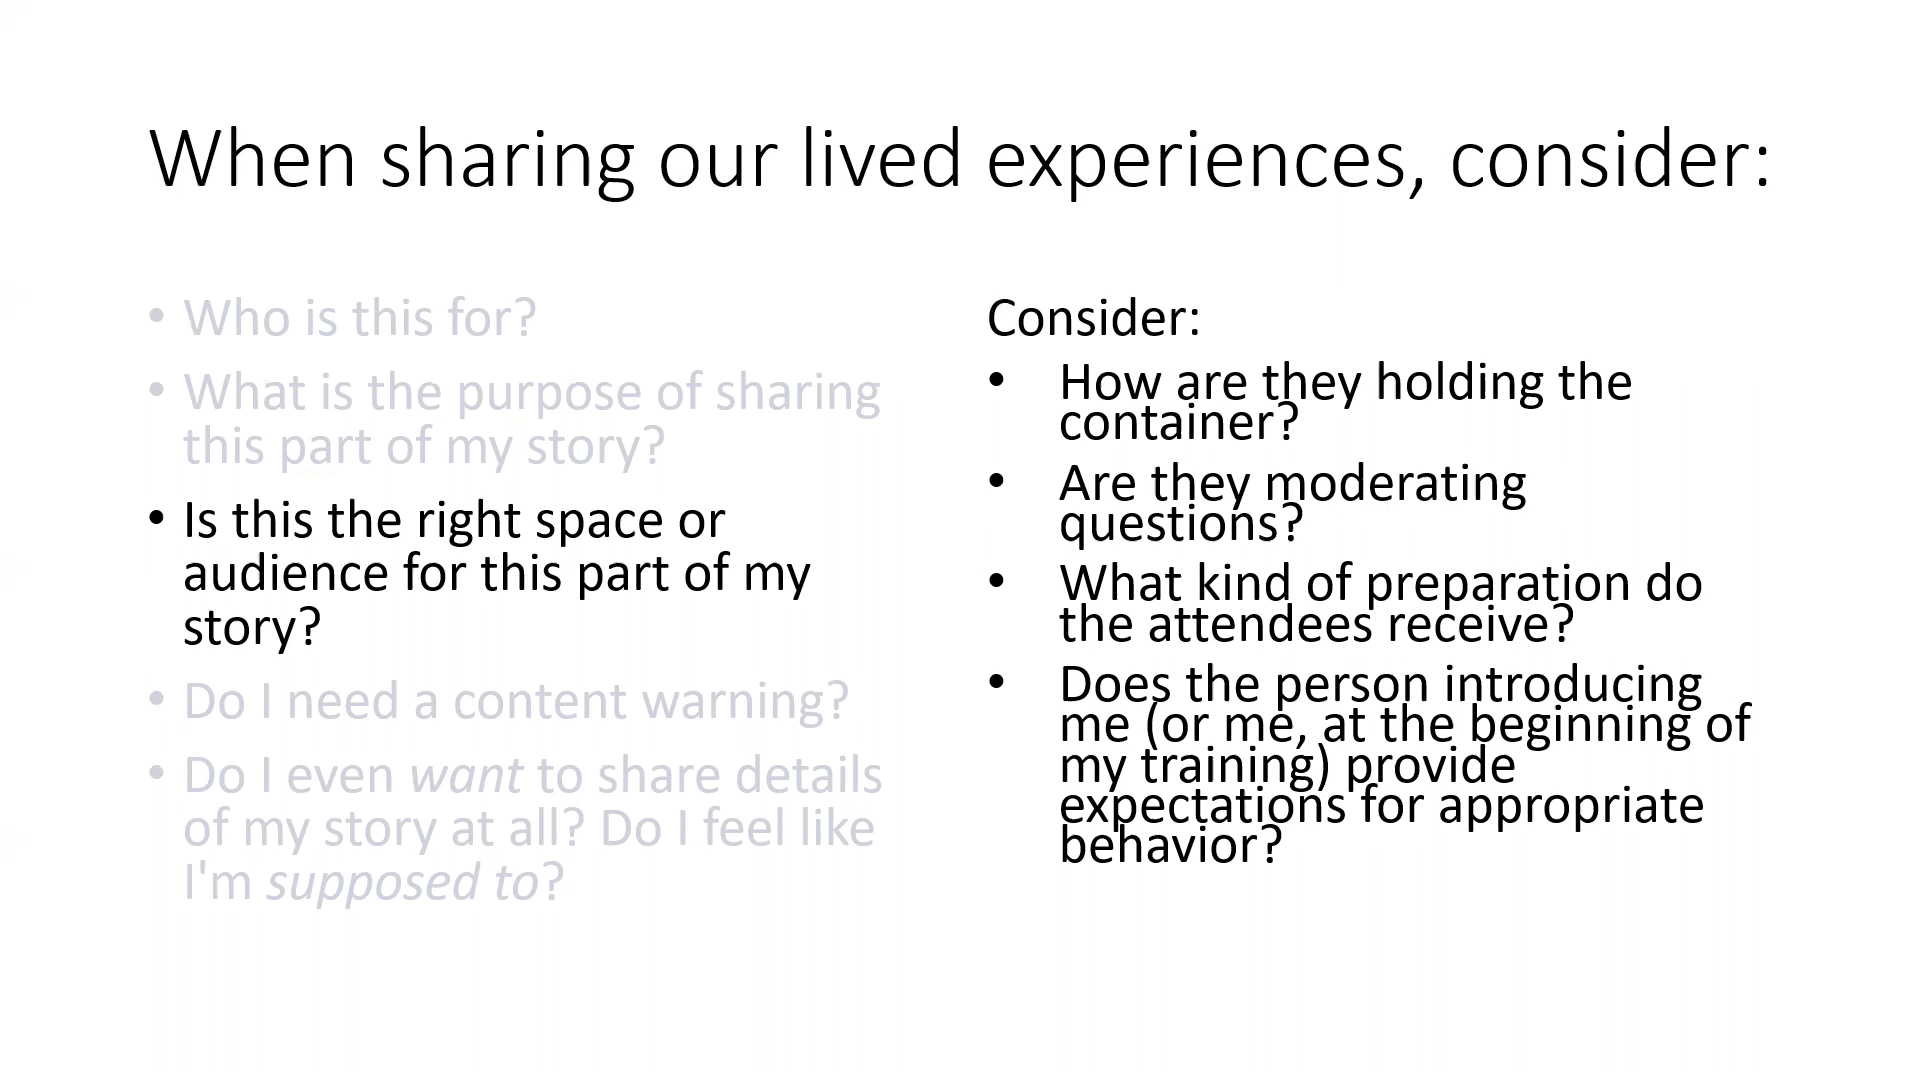 When sharing our lived experiences, consider:
• Who is this for?
• What is the purpose of sharing
this part of my story?
• Is this the right space or
audience for this part of my
story?
• Do I need a content warning?
• Do I even want to share details
of my story at all? Do I feel like
I'm supposed to?
Consider:
• How are they holding the
container?
• Are they moderating
questions?
• What kind of preparation do
the attendees receive?
• Does the person introducing
me (or me, at the beginning of
my training) provide
expectations for appropriate
behavior?